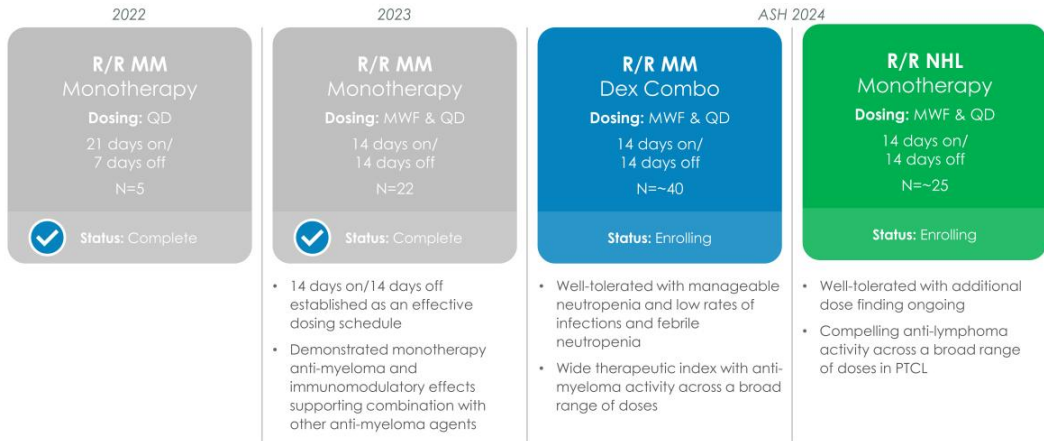 2022
2023
ASH 2024
R/R MM
Monotherapy
Dosing: QD
21 days on/
7 days off
N=5
Status: Complete
R/R MM
Monotherapy
Dosing: MWF & QD
14 days on/
14 days off
N=22
Status: Complete
• 14 days on/14 days off
established as an effective
dosing schedule
• Demonstrated monotherapy
anti-myeloma and
immunomodulatory effects
supporting combination with
other anti-myeloma agents
R/R MM
Dex Combo
Dosing: MWF & QD
14 days on/
14 days off
N=~40
Status: Enrolling
• Well-tolerated with manageable
neutropenia and low rates of
infections and febrile
neutropenia
• Wide therapeutic index with anti-
myeloma activity across a broad
range of doses
R/R NHL
Monotherapy
Dosing: MWF & QD
14 days on/
14 days off
N=~25
Status: Enrolling
• Well-tolerated with additional
dose finding ongoing
• Compelling anti-lymphoma
activity across a broad range
of doses in PTCL